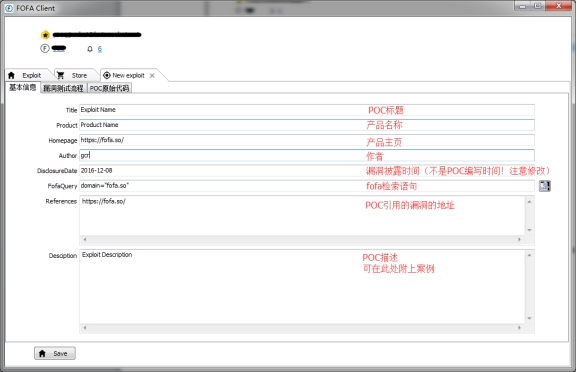 FOFA Client
6
Exploit
Store
New exploit
基本信息
漏洞测试流程
POC原始代码
Title
Exploit Name
POC标题
Product
Product Name
产品名称
Homepage
https://fofa.so/
产品主页
Author
gcr
作者
DisclosureDate
2016-12-08
漏洞披露时间（不是POC编写时间！注意修改）
FofaQuery
domain="fofa.so"
fofa检索语句
References
https://fofa.so/
POC引用的漏洞的地址
Desciption
Exploit Description
POC描述
可在此处附上案例
Save